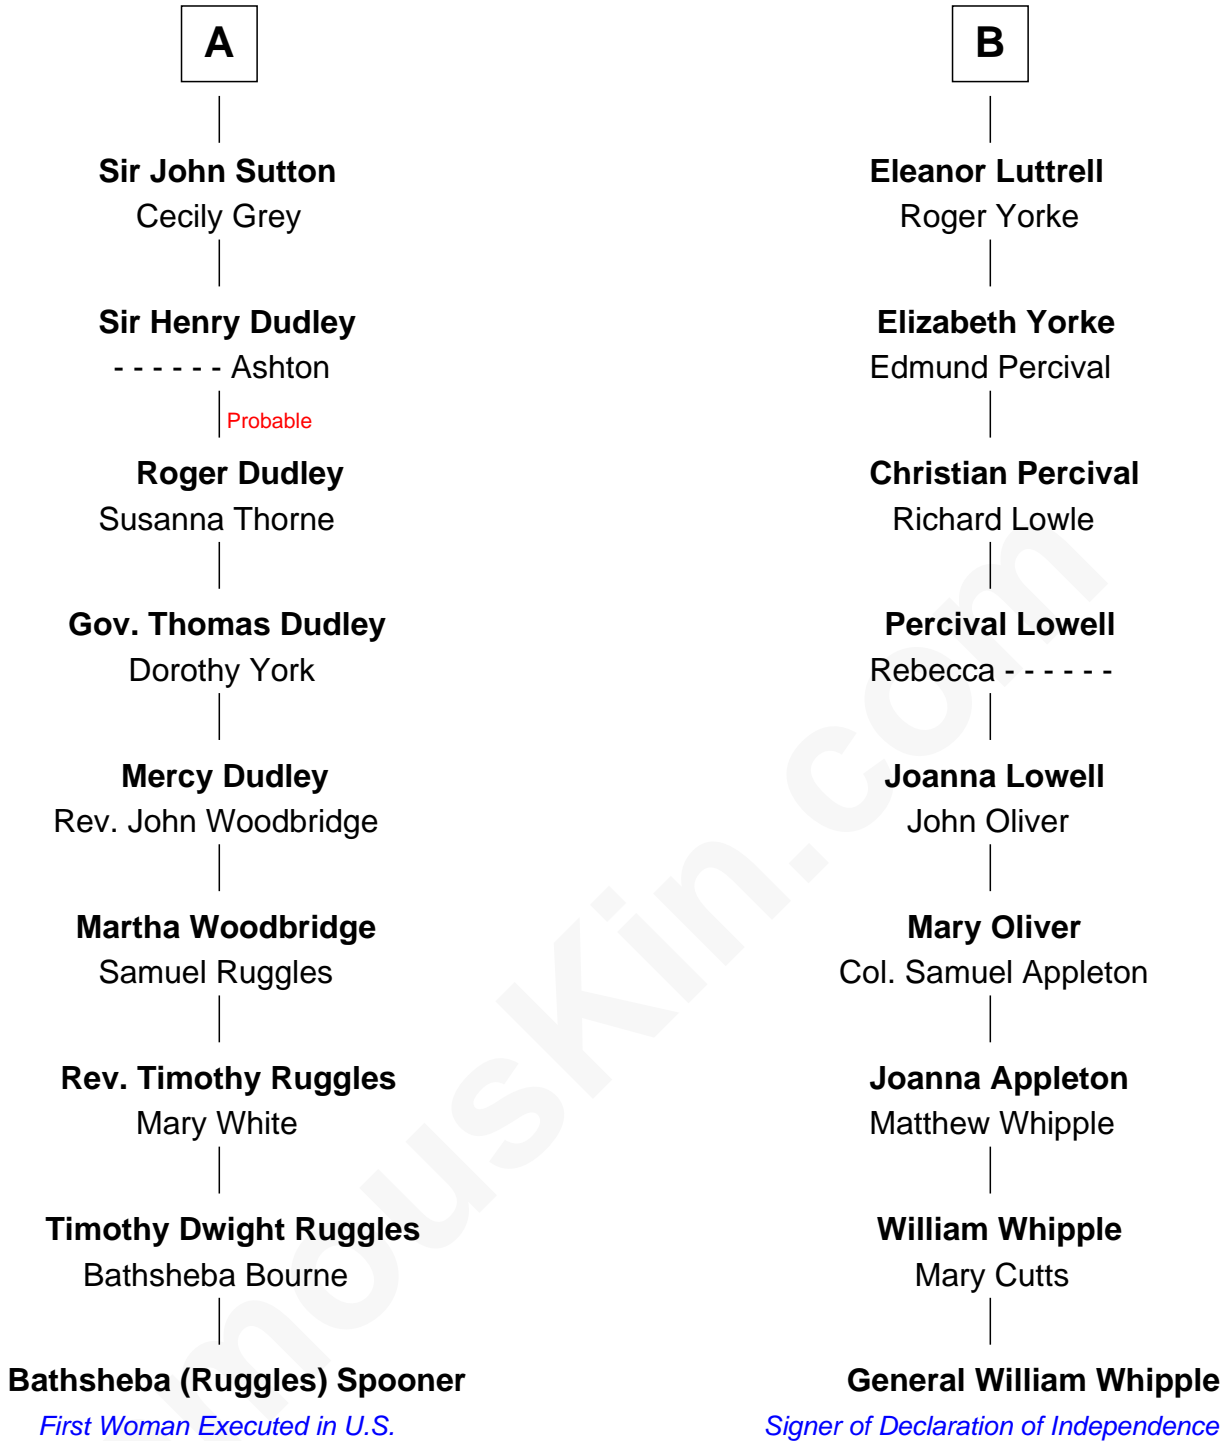 A
Sir John Sutton
Cecily Grey
Sir Henry Dudley
- - - - - - Ashton
Probable
Roger Dudley
Susanna Thorne
Gov. Thomas Dudley
Dorothy York
Mercy Dudley
Rev. John Woodbridge
Martha Woodbridge
Samuel Ruggles
Rev. Timothy Ruggles
Mary White
Timothy Dwight Ruggles
Bathsheba Bourne
Bathsheba (Ruggles) Spooner
First Woman Executed in U.S.
B
Eleanor Luttrell
Roger Yorke
Elizabeth Yorke
Edmund Percival
Christian Percival
Richard Lowle
Percival Lowell
Rebecca - - - - - -
Joanna Lowell
John Oliver
Mary Oliver
Col. Samuel Appleton
Joanna Appleton
Matthew Whipple
William Whipple
Mary Cutts
General William Whipple
Signer of Declaration of Independence
mousKin.com